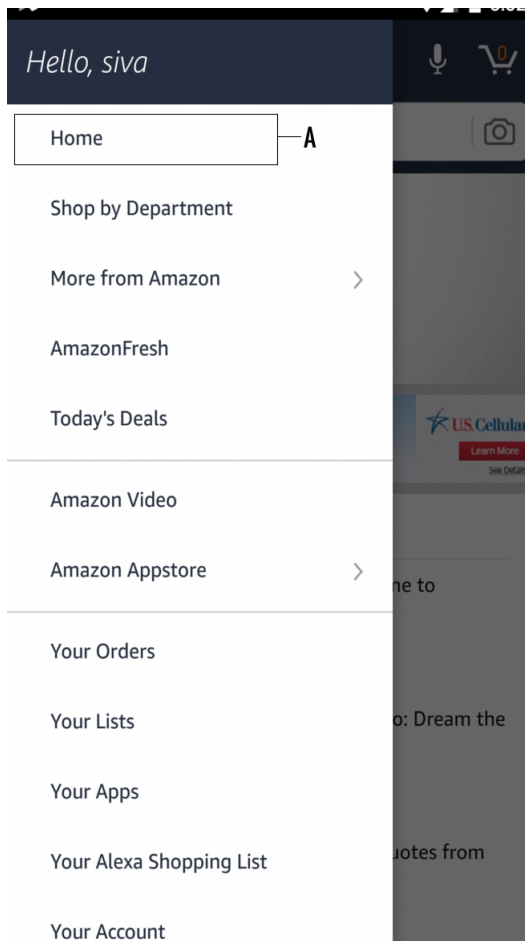 Hello, siva
0
Home
A
Shop by Department
More from Amazon
AmazonFresh
Today's Deals
U.S. Cellular
Learn More
See Details
Amazon Video
Amazon Appstore
ne to
Your Orders
Your Lists
o: Dream the
Your Apps
uotes from
Your Alexa Shopping List
Your Account